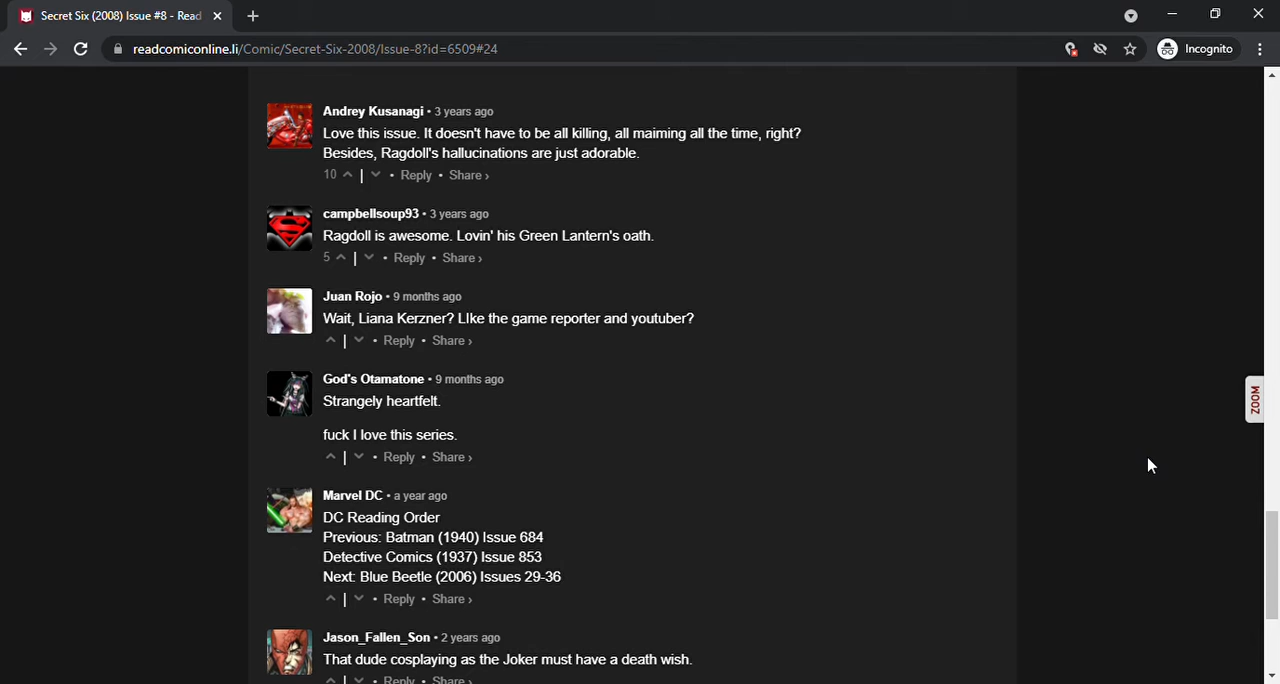 Secret Six (2008) Issue #8 - Read
readcomiconline.li/Comic/Secret-Six-2008/Issue-8?id=6509#24
Incognito
Andrey Kusanagi • 3 years ago
Love this issue. It doesn't have to be all killing, all maiming all the time, right?
Besides, Ragdoll's hallucinations are just adorable.
10 • Reply • Share ›
campbellsoup93 • 3 years ago
Ragdoll is awesome. Lovin' his Green Lantern's oath.
5 • Reply • Share ›
Juan Rojo • 9 months ago
Wait, Liana Kerzner? LIke the game reporter and youtuber?
• Reply • Share ›
ZOOM
God's Otamatone • 9 months ago
Strangely heartfelt.
fuck I love this series.
• Reply • Share ›
Marvel DC • a year ago
DC Reading Order
Previous: Batman (1940) Issue 684
Detective Comics (1937) Issue 853
Next: Blue Beetle (2006) Issues 29-36
• Reply • Share ›
Jason_Fallen_Son • 2 years ago
That dude cosplaying as the Joker must have a death wish.
• Reply • Share ›